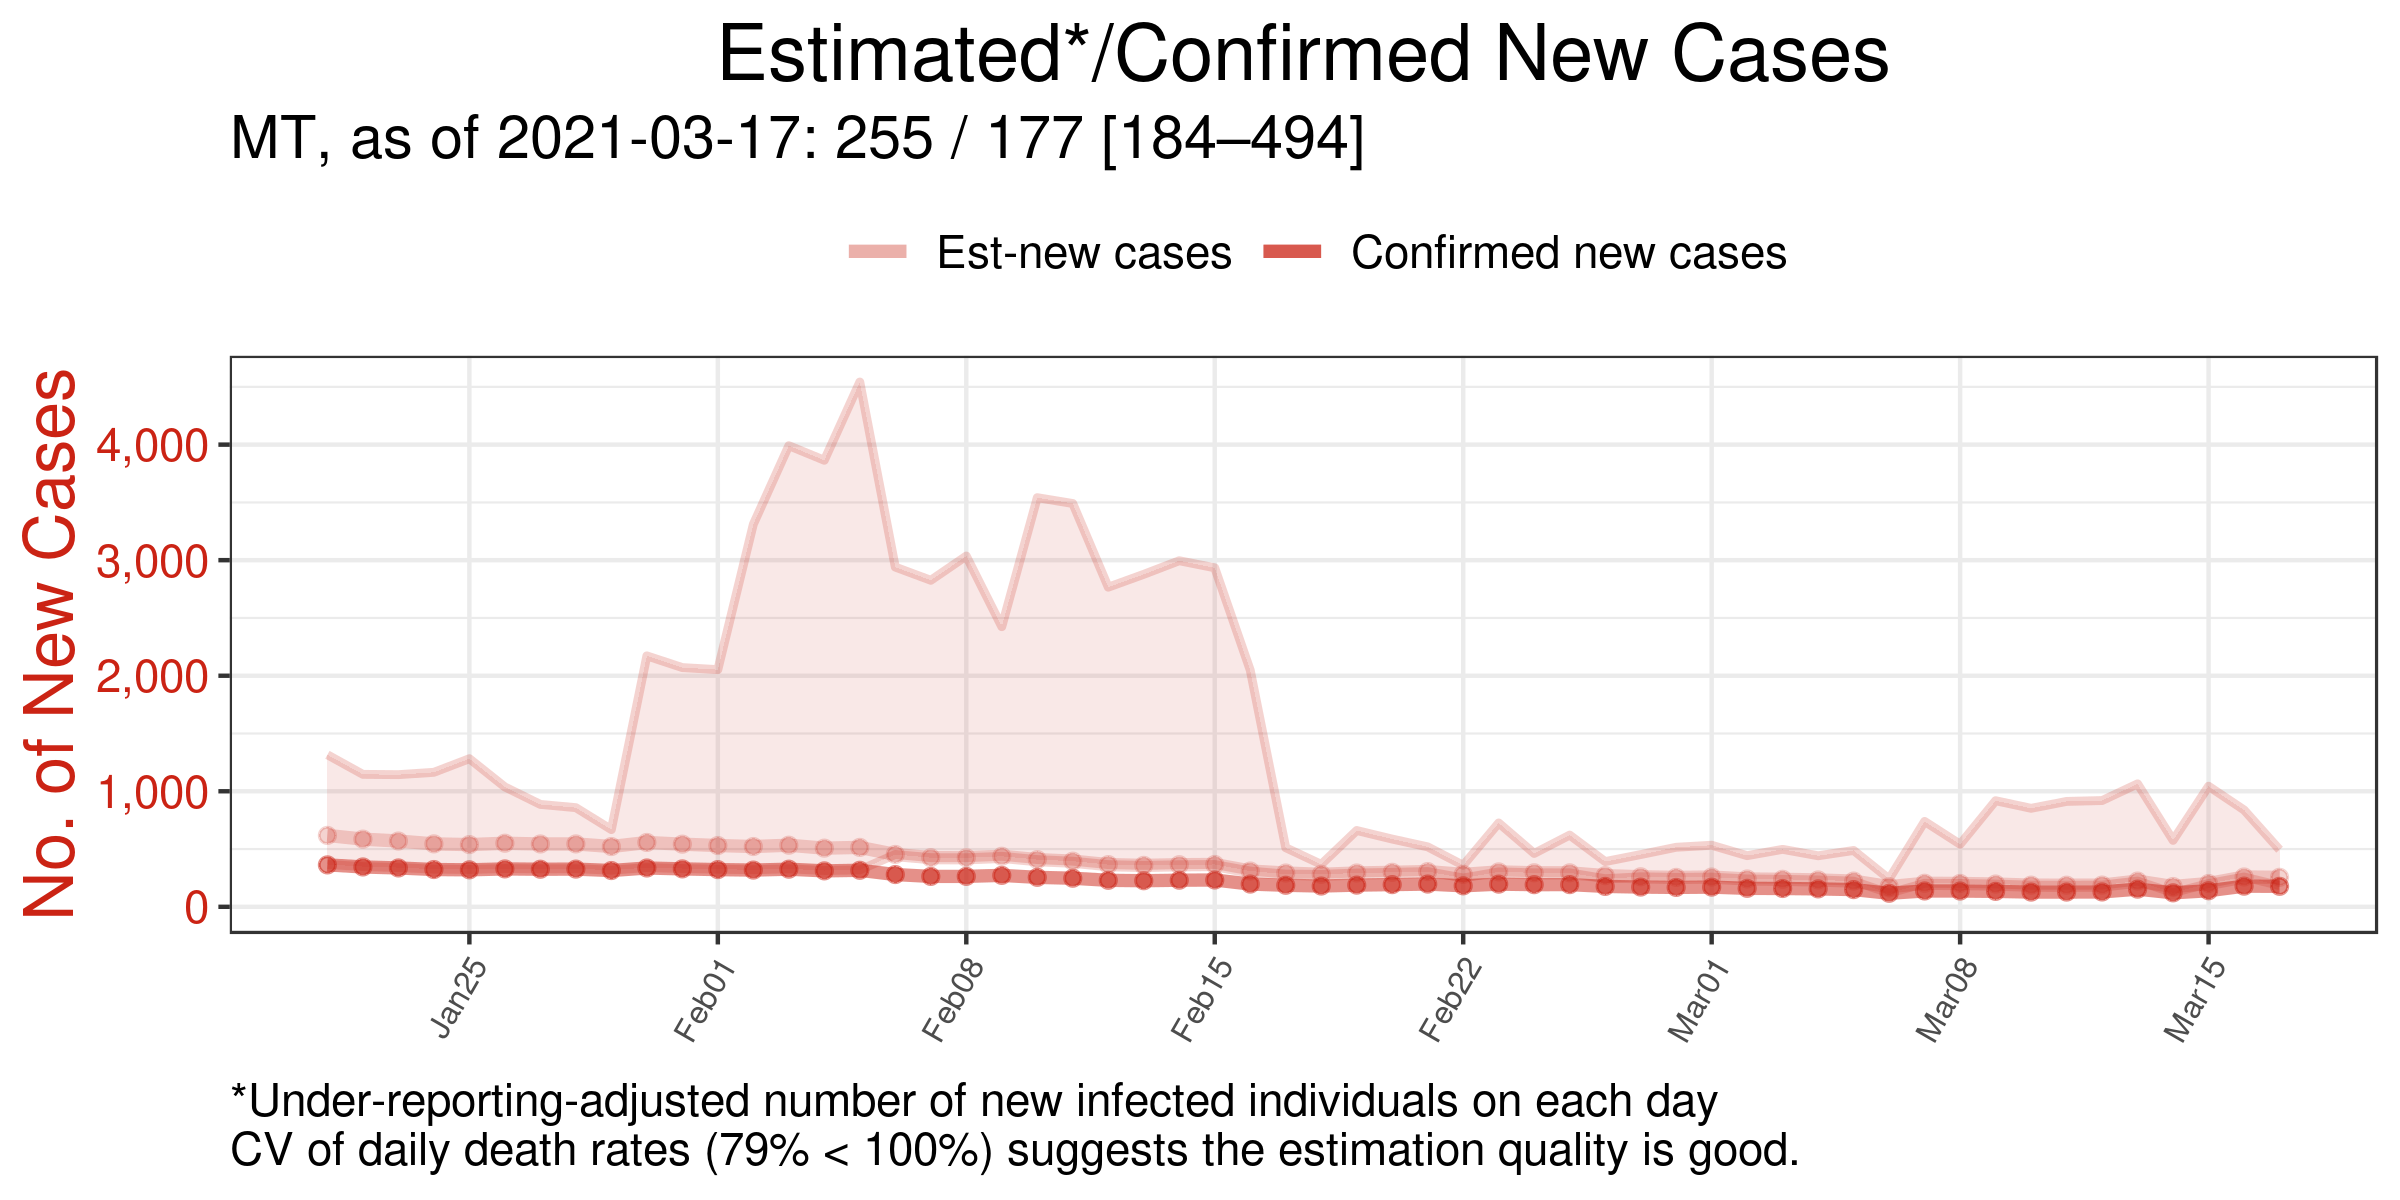 Estimated*/Confirmed New Cases
MT, as of 2021-03-17: 255 / 177 [184–494]
Est-new cases
Confirmed new cases
No. of New Cases
4,000
3,000
2,000
1,000
0
Jan25
Feb01
Feb08
Feb15
Feb22
Mar01
Mar08
Mar15
*Under-reporting-adjusted number of new infected individuals on each day
CV of daily death rates (79% < 100%) suggests the estimation quality is good.